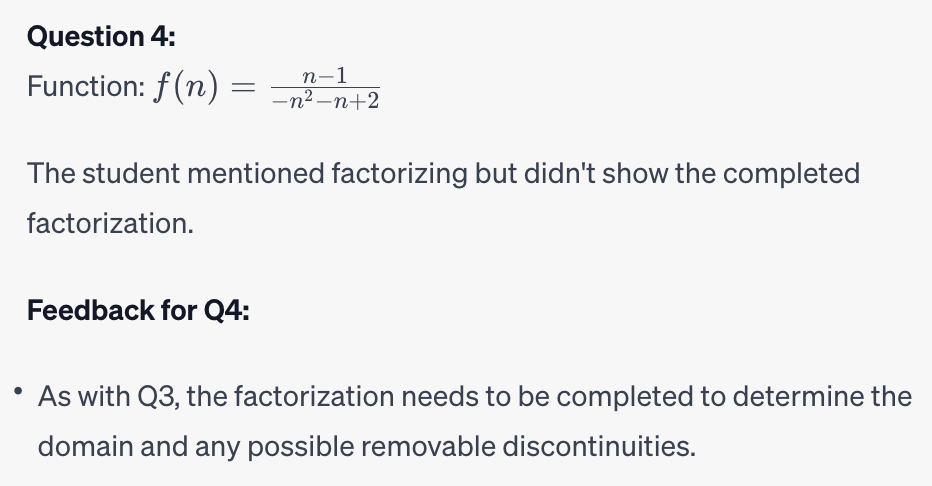 Question 4:
Function: f(n) = \frac{n-1}{-n^2-n+2}
The student mentioned factorizing but didn't show the completed
factorization.
Feedback for Q4:
• As with Q3, the factorization needs to be completed to determine the
domain and any possible removable discontinuities.